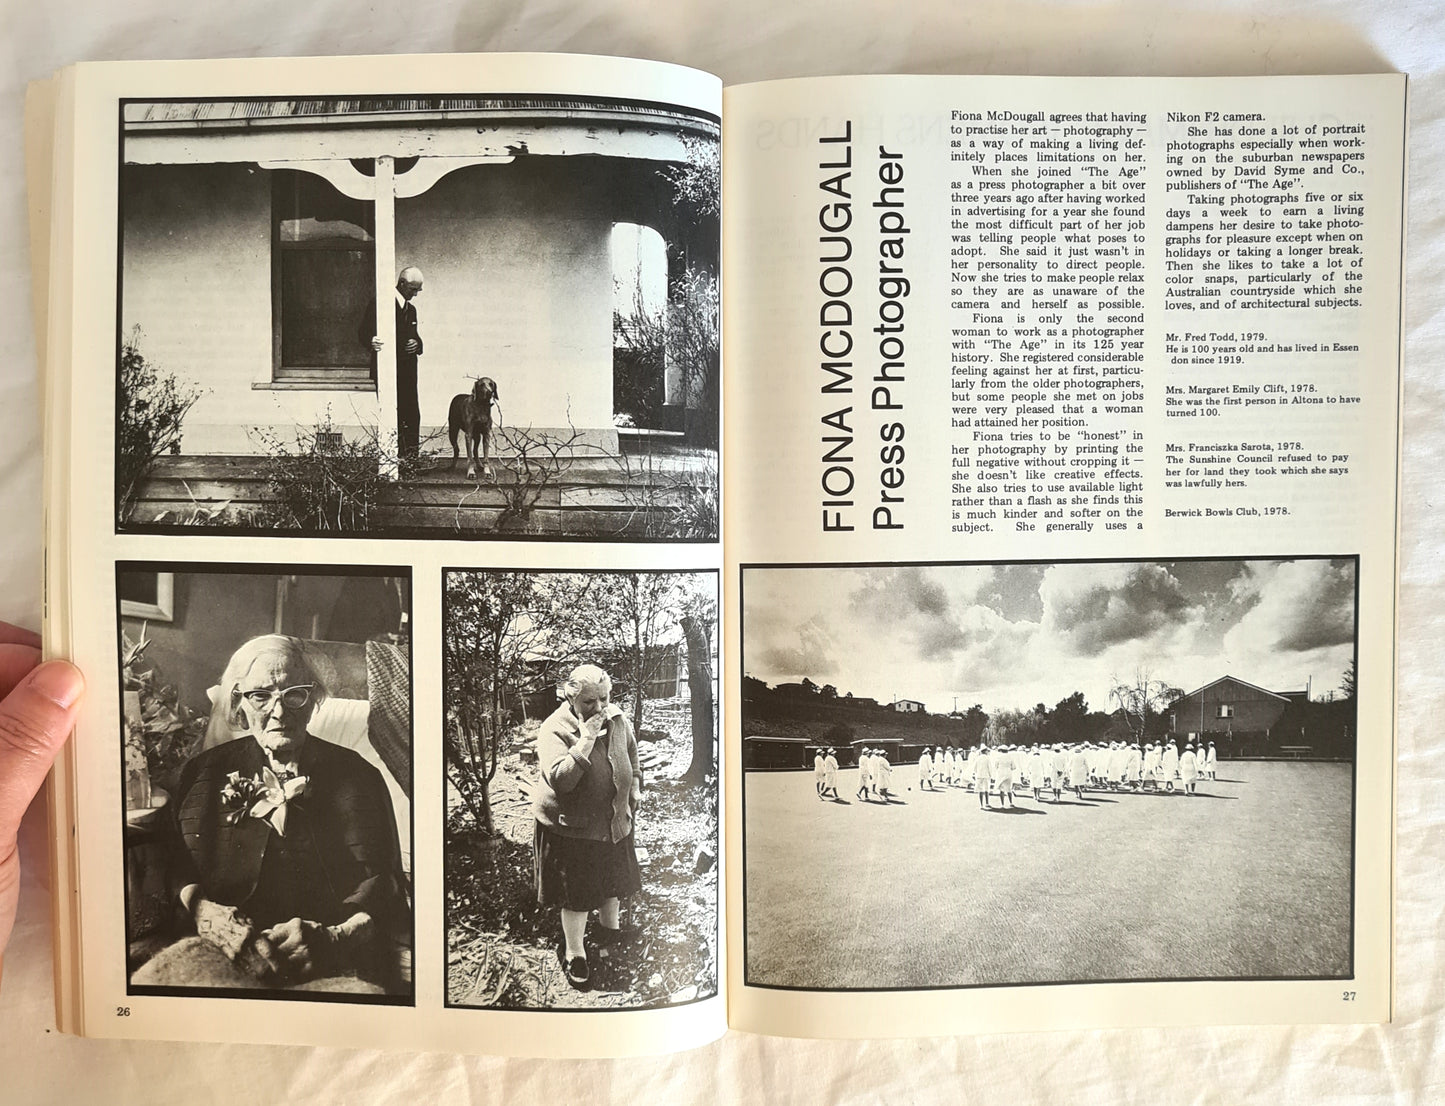 FIONA MCDOUGALL
Press Photographer
Fiona McDougall agrees that having
to practise her art — photography —
as a way of making a living def-
initely places limitations on her.
When she joined "The Age"
as a press photographer a bit over
three years ago after having worked
in advertising for a year she found
the most difficult part of her job
was telling people what poses to
adopt. She said it just wasn't in
her personality to direct people.
Now she tries to make people relax
so they are as unaware of the
camera and herself as possible.
Fiona is only the second
woman to work as a photographer
with "The Age" in its 125 year
history. She registered considerable
feeling against her at first, particu-
larly from the older photographers,
but some people she met on jobs
were very pleased that a woman
had attained her position.
Fiona tries to be "honest" in
her photography by printing the
full negative without cropping it —
she doesn't like creative effects.
She also tries to use available light
rather than a flash as she finds this
is much kinder and softer on the
subject. She generally uses a
Nikon F2 camera.
She has done a lot of portrait
photographs especially when work-
ing on the suburban newspapers
owned by David Syme and Co.,
publishers of "The Age".
Taking photographs five or six
days a week to earn a living
dampens her desire to take photo-
graphs for pleasure except when on
holidays or taking a longer break.
Then she likes to take a lot of
color snaps, particularly of the
Australian countryside which she
loves, and of architectural subjects.
Mr. Fred Todd, 1979.
He is 100 years old and has lived in Essen
don since 1919.
Mrs. Margaret Emily Clift, 1978.
She was the first person in Altona to have
turned 100.
Mrs. Franciszka Sarota, 1978.
The Sunshine Council refused to pay
her for land they took which she says
was lawfully hers.
Berwick Bowls Club, 1978.
26
27